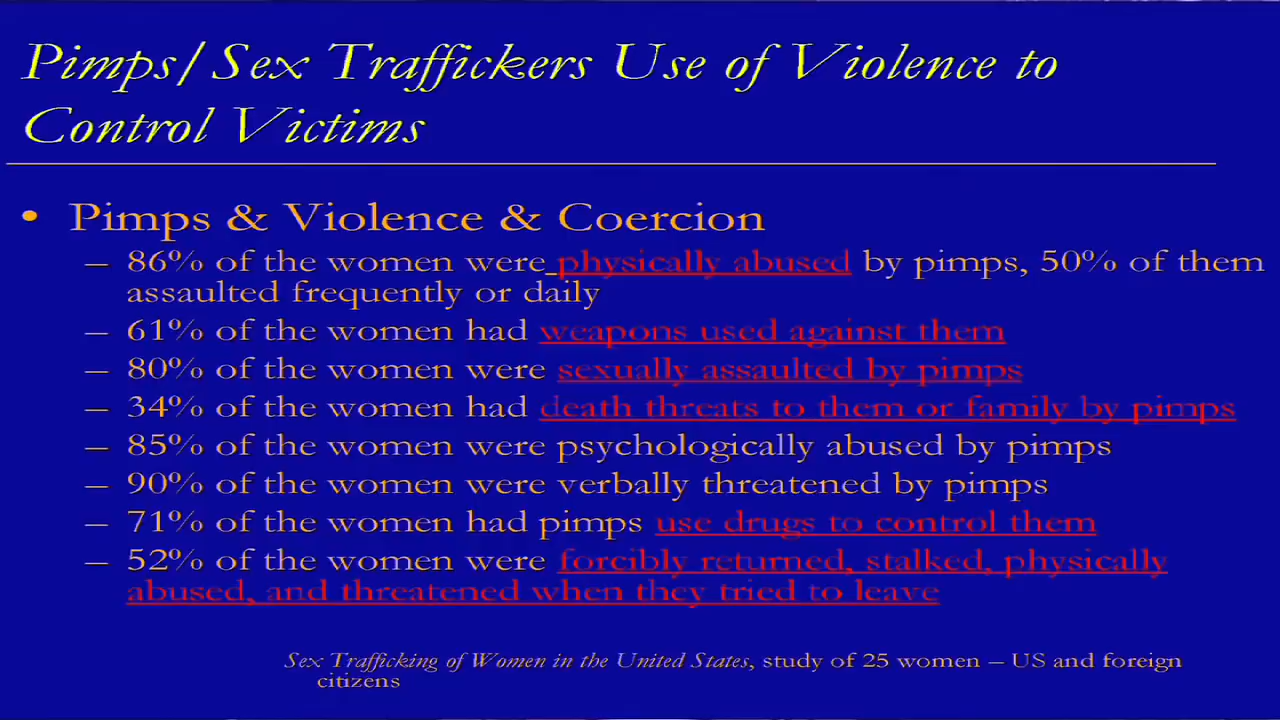 Pimps/Sex Traffickers Use of Violence to
Control Victims
• Pimps & Violence & Coercion
– 86% of the women were physically abused by pimps, 50% of them
assaulted frequently or daily
– 61% of the women had weapons used against them
– 80% of the women were sexually assaulted by pimps
– 34% of the women had death threats to them or family by pimps
– 85% of the women were psychologically abused by pimps
– 90% of the women were verbally threatened by pimps
– 71% of the women had pimps use drugs to control them
– 52% of the women were forcibly returned, stalked, physically
abused, and threatened when they tried to leave
Sex Trafficking of Women in the United States, study of 25 women – US and foreign
citizens